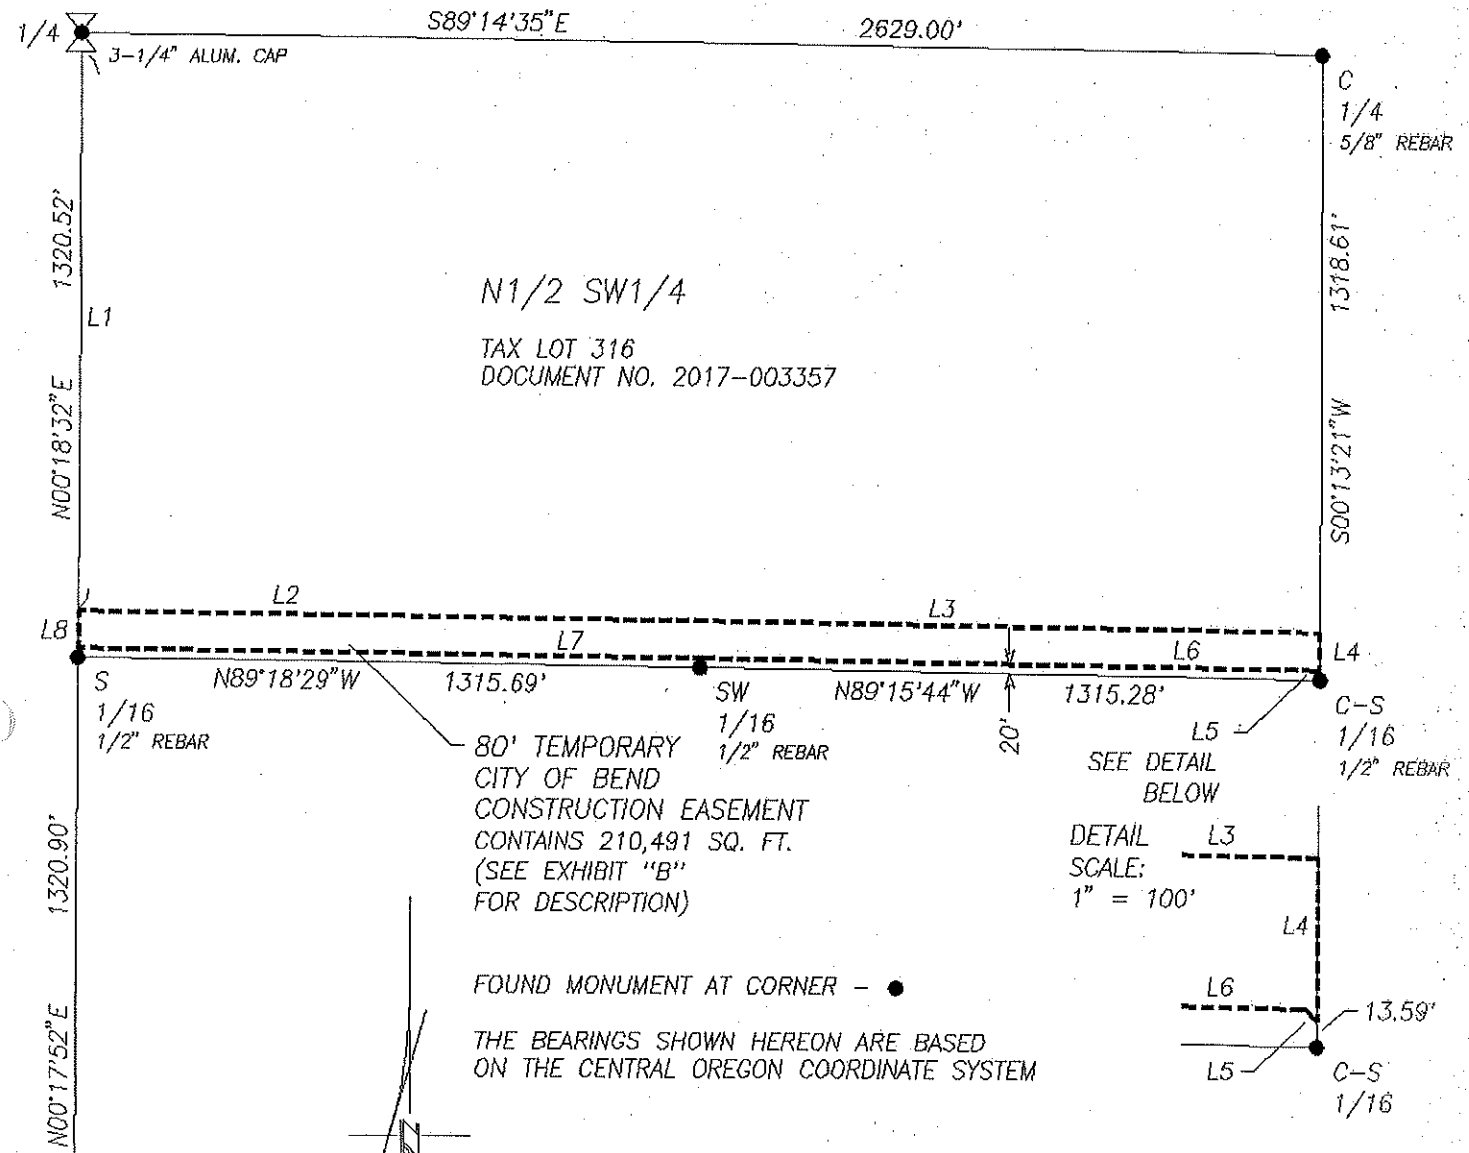 S89°14'35"E 2629.00'
1/4
3-1/4" ALUM. CAP
C
1/4
5/8" REBAR
1320.52'
L1
N00°18'32"E
1318.61'
S00°13'21"W
N1/2 SW1/4
TAX LOT 316
DOCUMENT NO. 2017-003357
L2
L3
L8
L7
L6
L4
S
1/16
1/2" REBAR
N89°18'29"W 1315.69'
SW
1/16
1/2" REBAR
N89°15'44"W 1315.28'
20'
L5
C-S
1/16
1/2" REBAR
SEE DETAIL
BELOW
80' TEMPORARY
CITY OF BEND
CONSTRUCTION EASEMENT
CONTAINS 210,491 SQ. FT.
(SEE EXHIBIT "B"
FOR DESCRIPTION)
DETAIL
SCALE:
1" = 100'
L3
L4
L6
13.59'
L5
C-S
1/16
1320.90'
N00°17'52"E
FOUND MONUMENT AT CORNER - ●
THE BEARINGS SHOWN HEREON ARE BASED
ON THE CENTRAL OREGON COORDINATE SYSTEM